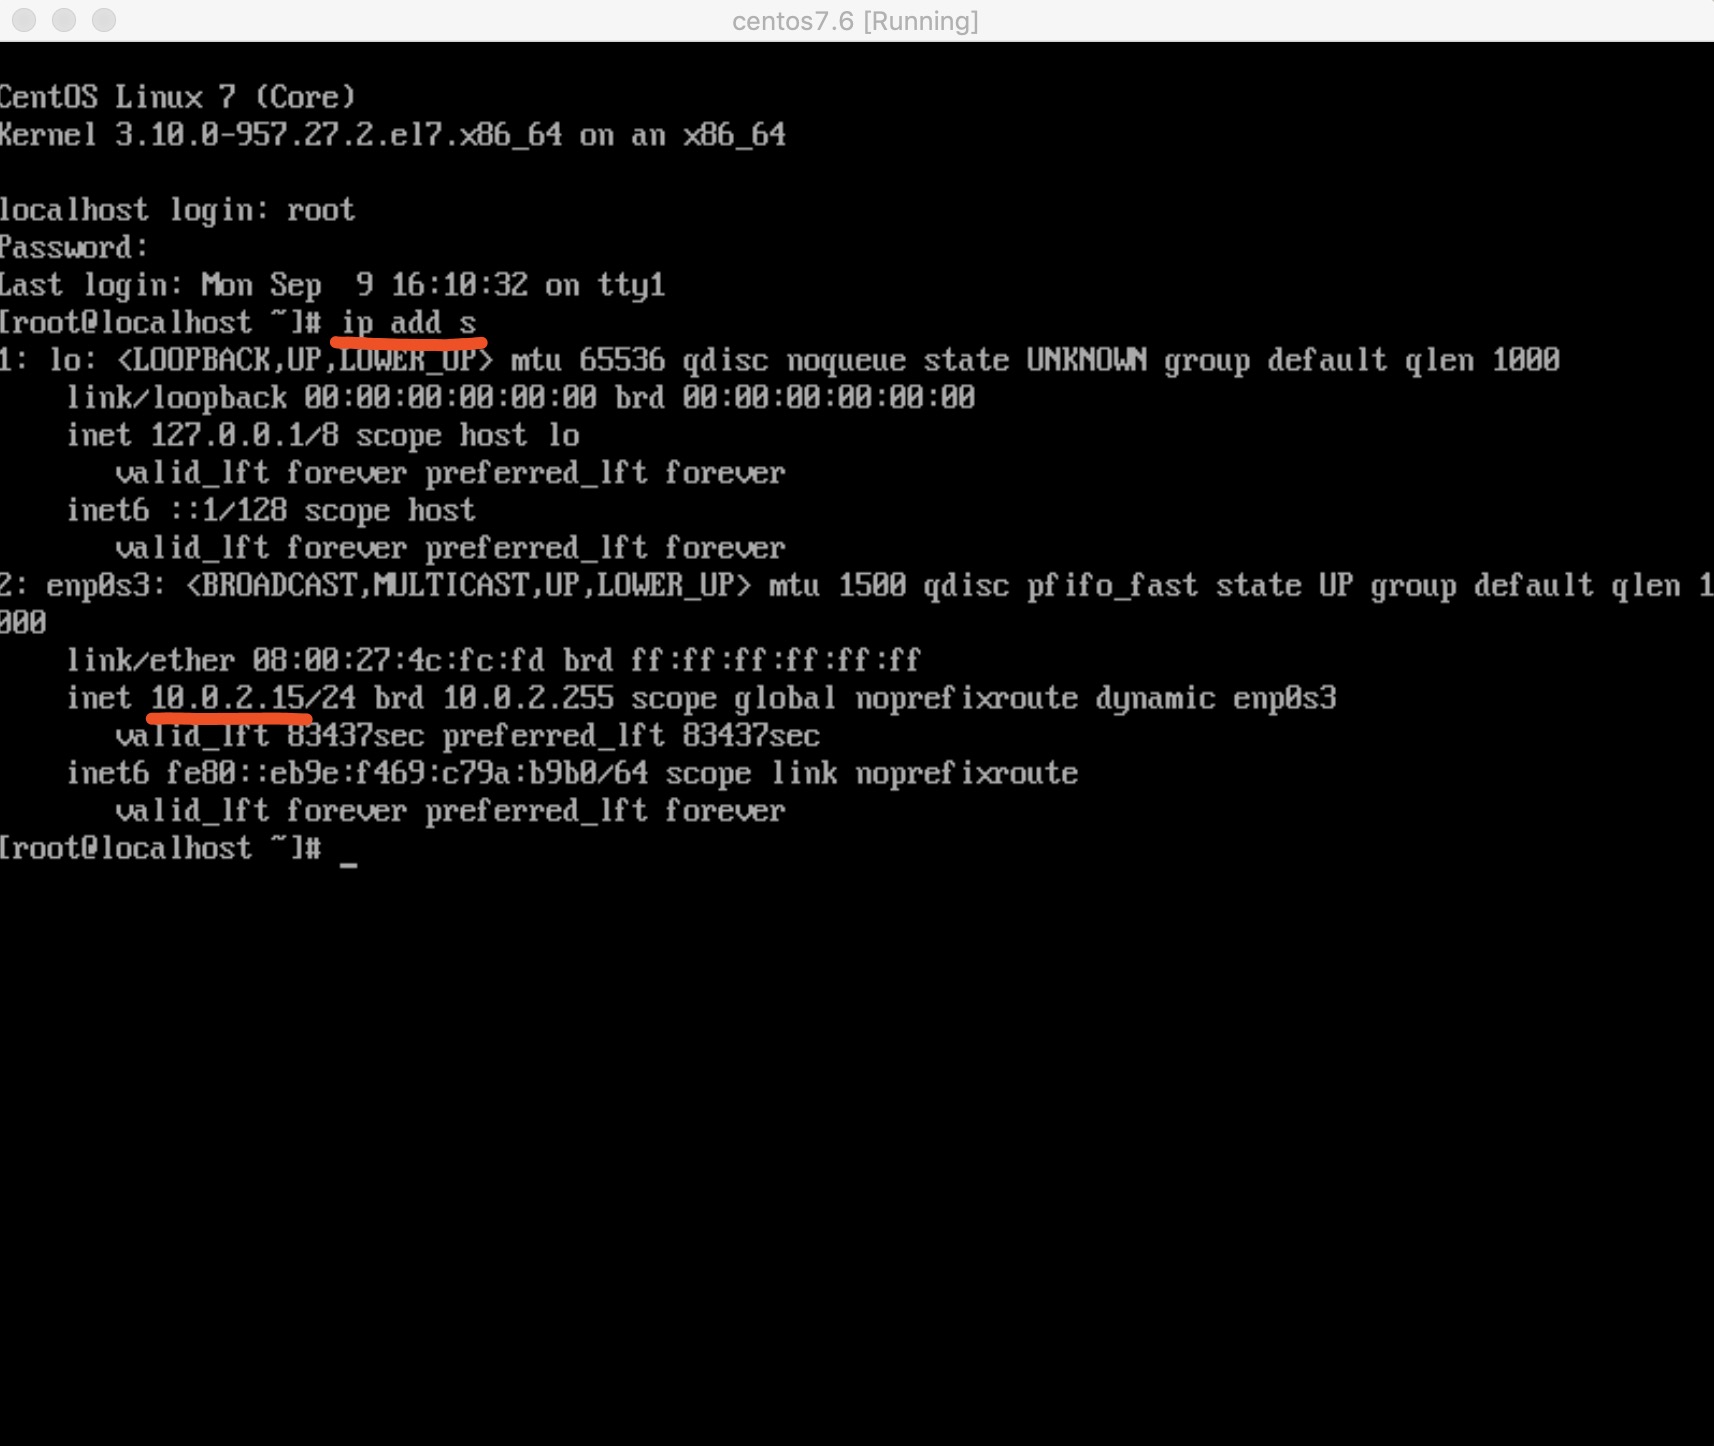 centos7.6 [Running]
CentOS Linux 7 (Core)
Kernel 3.10.0-957.27.2.el7.x86_64 on an x86_64
localhost login: root
Password:
Last login: Mon Sep  9 16:10:32 on tty1
[root@localhost ~]# ip add s
1: lo: <LOOPBACK,UP,LOWER_UP> mtu 65536 qdisc noqueue state UNKNOWN group default qlen 1000
    link/loopback 00:00:00:00:00:00 brd 00:00:00:00:00:00
    inet 127.0.0.1/8 scope host lo
       valid_lft forever preferred_lft forever
    inet6 ::1/128 scope host
       valid_lft forever preferred_lft forever
2: enp0s3: <BROADCAST,MULTICAST,UP,LOWER_UP> mtu 1500 qdisc pfifo_fast state UP group default qlen 1
000
    link/ether 08:00:27:4c:fc:fd brd ff:ff:ff:ff:ff:ff
    inet 10.0.2.15/24 brd 10.0.2.255 scope global noprefixroute dynamic enp0s3
       valid_lft 83437sec preferred_lft 83437sec
    inet6 fe80::eb9e:f469:c79a:b9b0/64 scope link noprefixroute
       valid_lft forever preferred_lft forever
[root@localhost ~]# _